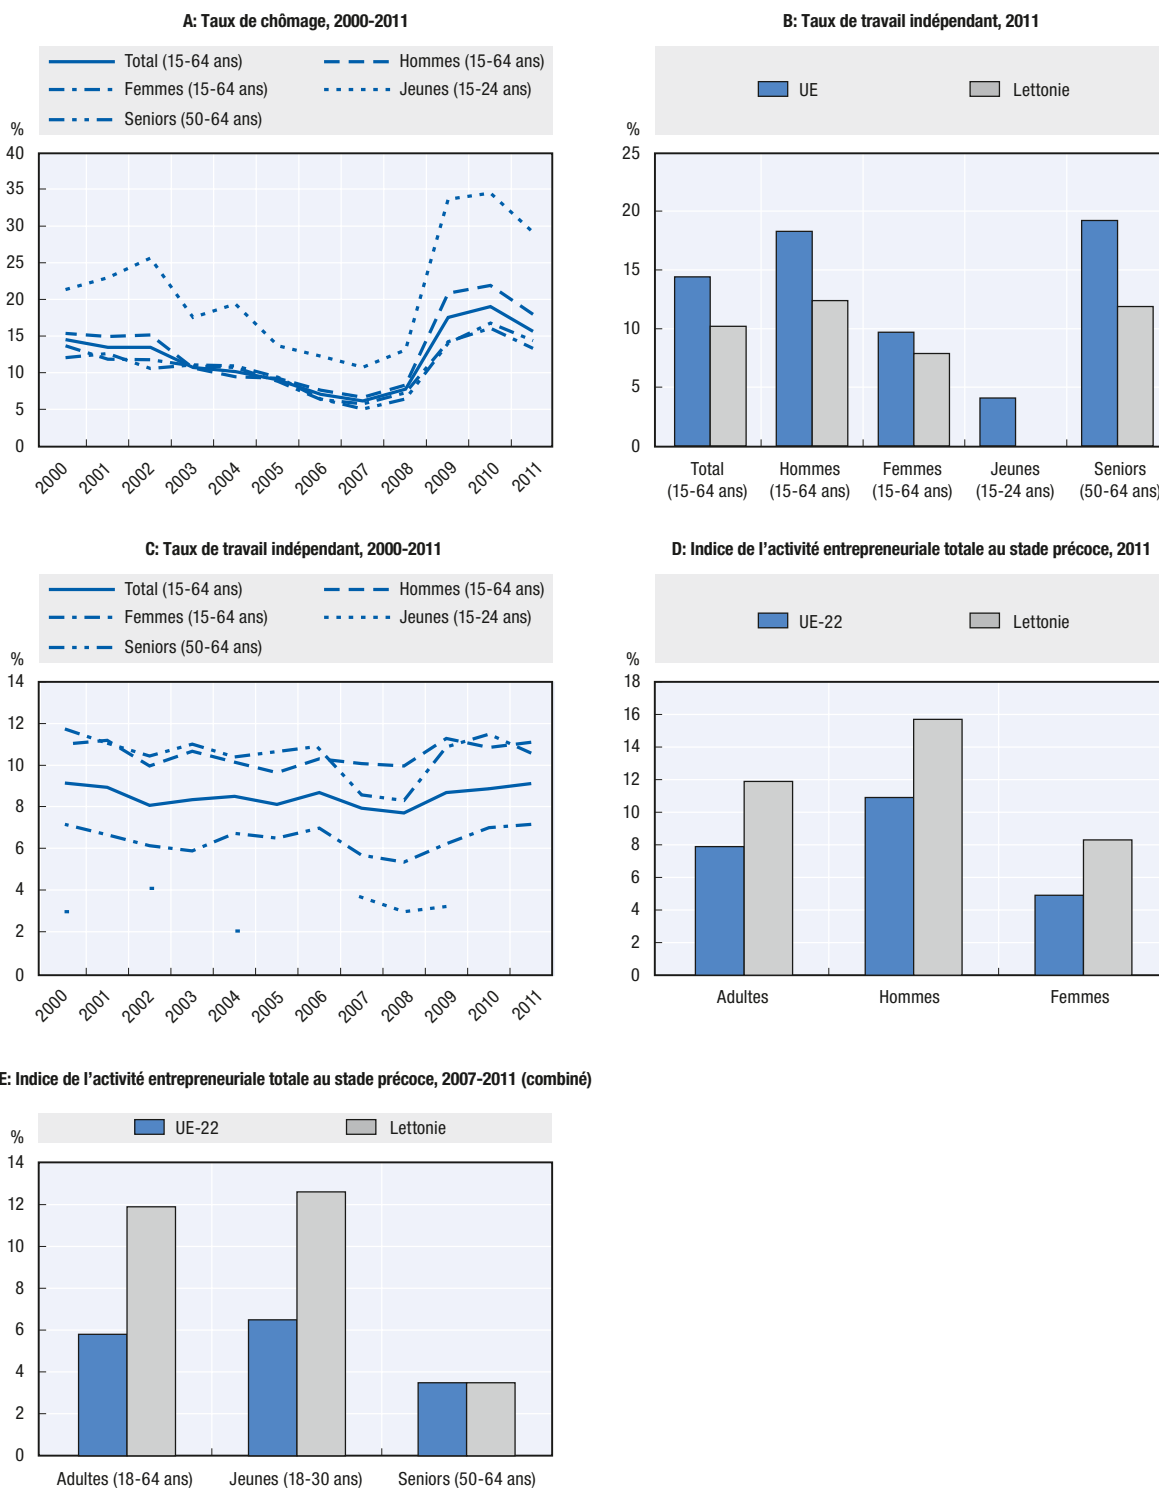 A: Taux de chômage, 2000-2011
Total (15-64 ans)
Hommes (15-64 ans)
Femmes (15-64 ans)
Jeunes (15-24 ans)
Seniors (50-64 ans)
%
40
35
30
25
20
15
10
5
0
2000 2001 2002 2003 2004 2005 2006 2007 2008 2009 2010 2011
B: Taux de travail indépendant, 2011
UE
Lettonie
%
25
20
15
10
5
0
Total Hommes Femmes Jeunes Seniors
(15-64 ans) (15-64 ans) (15-64 ans) (15-24 ans) (50-64 ans)
C: Taux de travail indépendant, 2000-2011
Total (15-64 ans)
Hommes (15-64 ans)
Femmes (15-64 ans)
Jeunes (15-24 ans)
Seniors (50-64 ans)
%
14
12
10
8
6
4
2
0
2000 2001 2002 2003 2004 2005 2006 2007 2008 2009 2010 2011
D: Indice de l’activité entrepreneuriale totale au stade précoce, 2011
UE-22
Lettonie
%
18
16
14
12
10
8
6
4
2
0
Adultes Hommes Femmes
E: Indice de l’activité entrepreneuriale totale au stade précoce, 2007-2011 (combiné)
UE-22
Lettonie
%
14
12
10
8
6
4
2
0
Adultes (18-64 ans) Jeunes (18-30 ans) Seniors (50-64 ans)